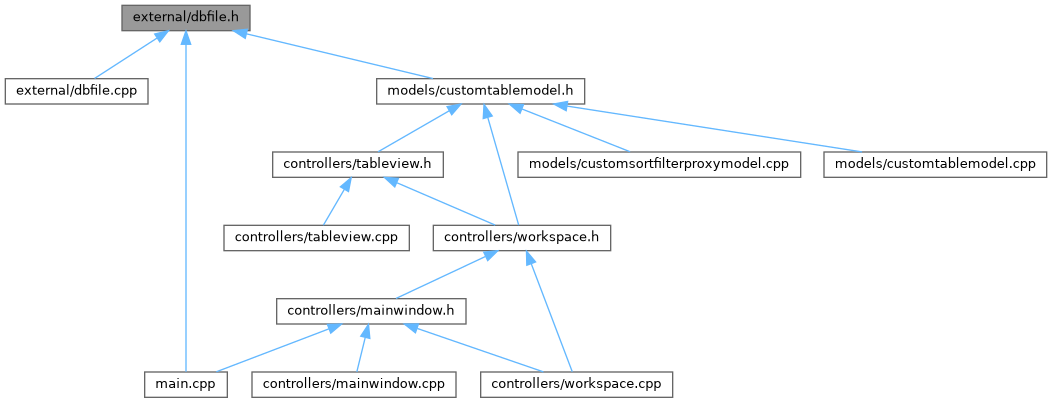 external/dbfile.h
external/dbfile.cpp
models/customtablemodel.h
controllers/tableview.h
models/customsortfilterproxymodel.cpp
models/customtablemodel.cpp
controllers/tableview.cpp
controllers/workspace.h
controllers/mainwindow.h
main.cpp
controllers/mainwindow.cpp
controllers/workspace.cpp